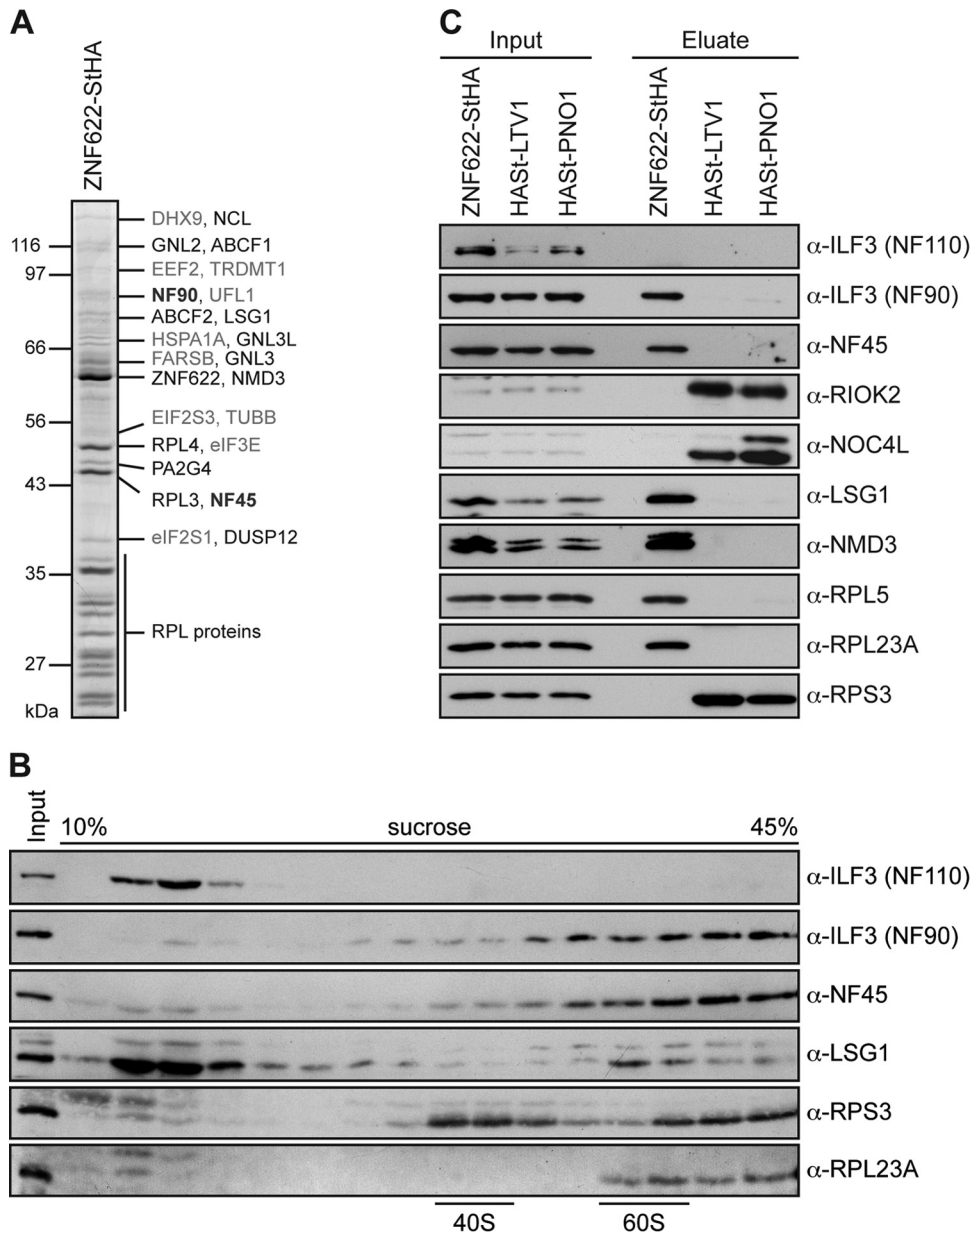 A
ZNF622-StHA
116
97
66
56
43
35
27
kDa
DHX9, NCL
GNL2, ABCF1
EEF2, TRDMT1
NF90, UFL1
ABCF2, LSG1
HSPA1A, GNL3L
FARSB, GNL3
ZNF622, NMD3
EIF2S3, TUBB
RPL4, eIF3E
PA2G4
RPL3, NF45
eIF2S1, DUSP12
RPL proteins
C
Input
Eluate
ZNF622-StHA
HASt-LTV1
HASt-PNO1
ZNF622-StHA
HASt-LTV1
HASt-PNO1
α-ILF3 (NF110)
α-ILF3 (NF90)
α-NF45
α-RIOK2
α-NOC4L
α-LSG1
α-NMD3
α-RPL5
α-RPL23A
α-RPS3
B
Input
10%
sucrose
45%
α-ILF3 (NF110)
α-ILF3 (NF90)
α-NF45
α-LSG1
α-RPS3
α-RPL23A
40S
60S